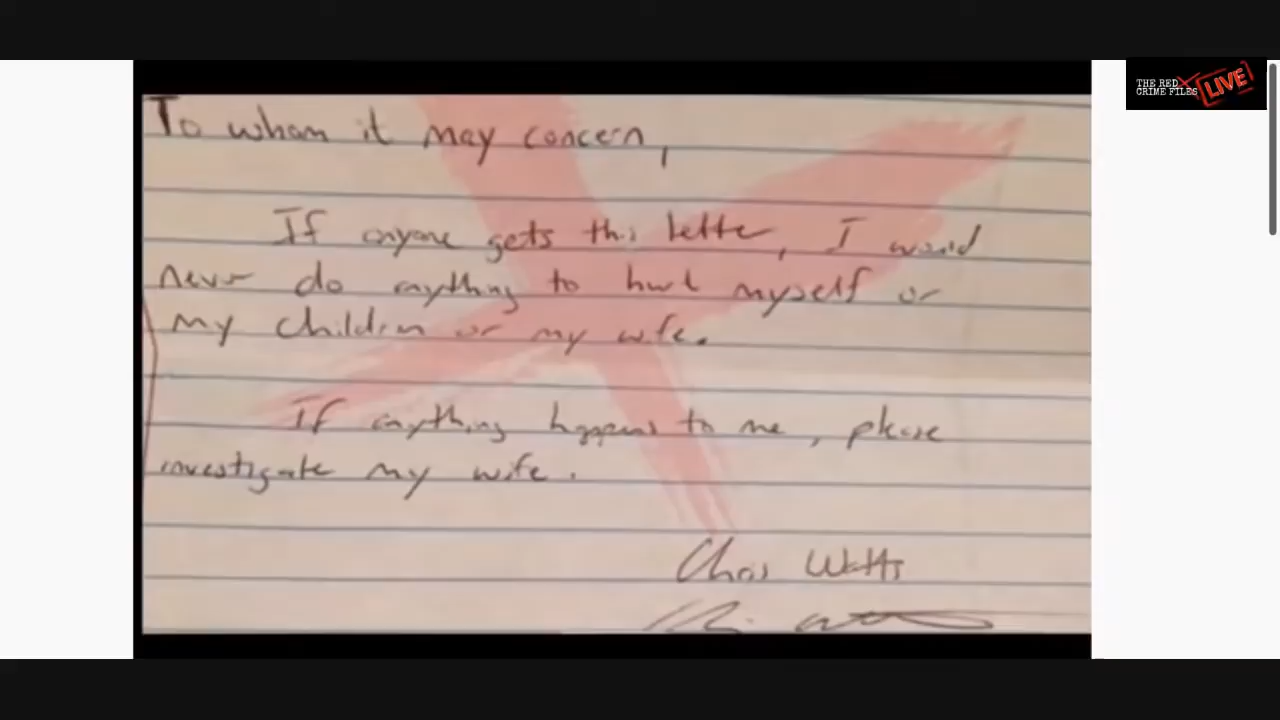 THE RED
CRIME FILES
LIVE
To whom it may concern,
If anyone gets this letter, I would
never do anything to hurt myself or
my children or my wife.
If anything happens to me, please
investigate my wife.
Chris Watts